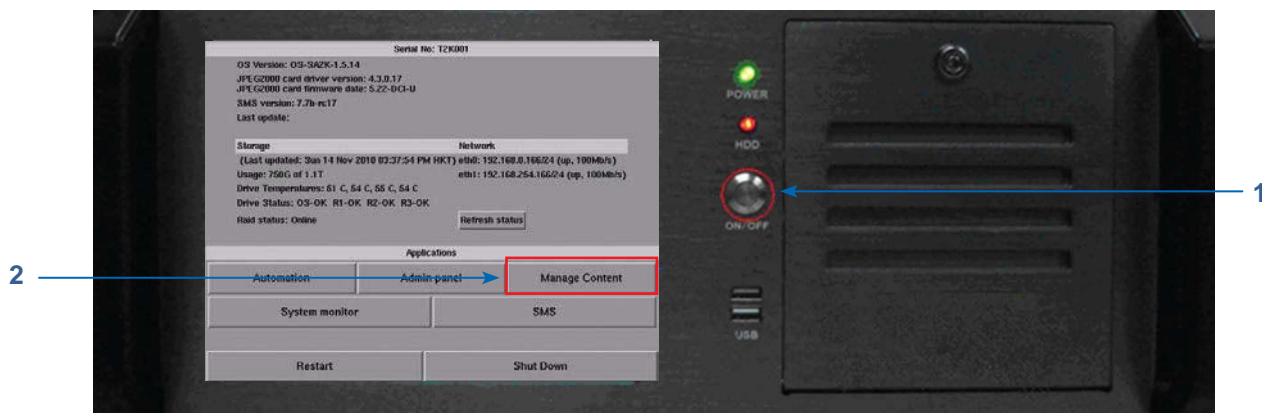 Serial No: T2K001
OS Version: OS-SA2K-1.5.14
JPEG2000 card driver version: 4.3.0.17
JPEG2000 card firmware date: 5.22-DCI-U
SMS version: 7.7b-rc17
Last update:
Storage Network
(Last updated: Sun 14 Nov 2010 03:37:54 PM HKT) eth0: 192.168.0.166/24 (up, 100Mb/s)
Usage: 750G of 1.1T eth1: 192.168.254.166/24 (up, 100Mb/s)
Drive Temperatures: 51 C, 54 C, 55 C, 54 C
Drive Status: OS-OK R1-OK R2-OK R3-OK
Raid status: Online Refresh status
Applications
Automation Admin panel Manage Content
System monitor SMS
Restart Shut Down
POWER
HDD
ON/OFF
USB
1
2